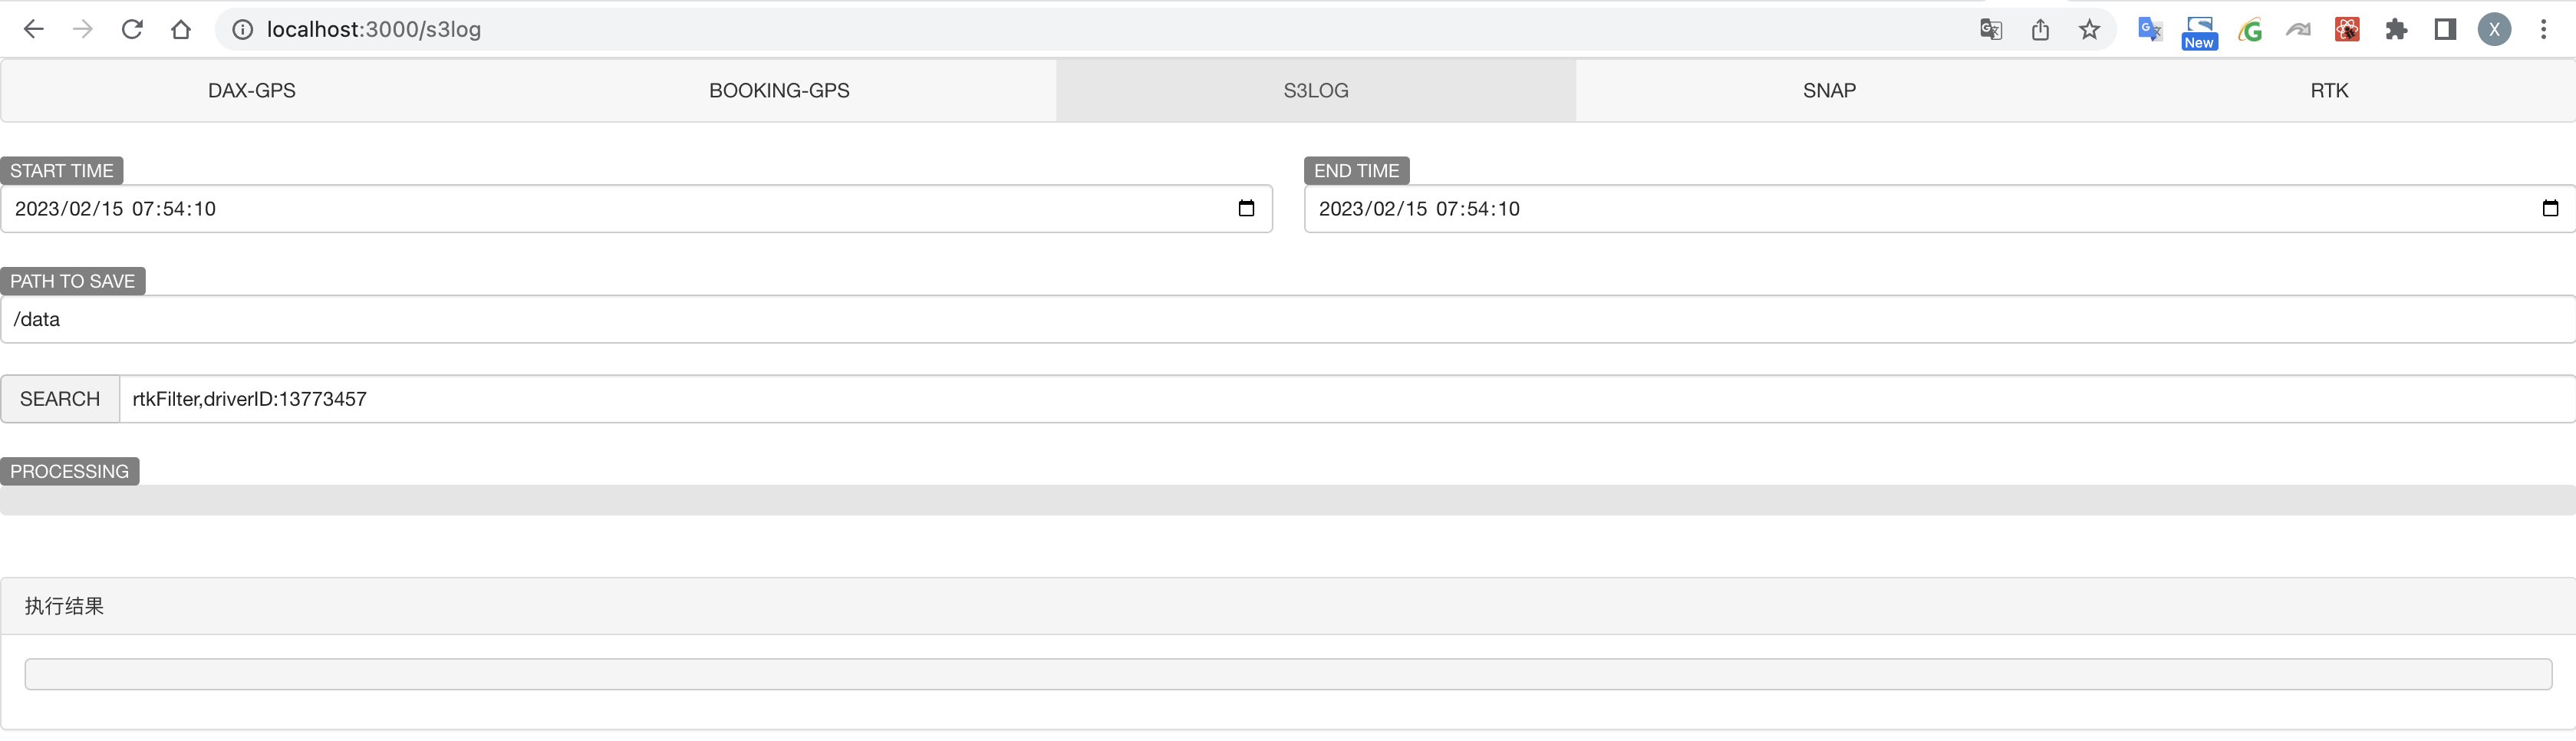 localhost:3000/s3log
New
X
DAX-GPS
BOOKING-GPS
S3LOG
SNAP
RTK
START TIME
2023/02/15 07:54:10
END TIME
2023/02/15 07:54:10
PATH TO SAVE
/data
SEARCH
rtkFilter,driverID:13773457
PROCESSING
执行结果